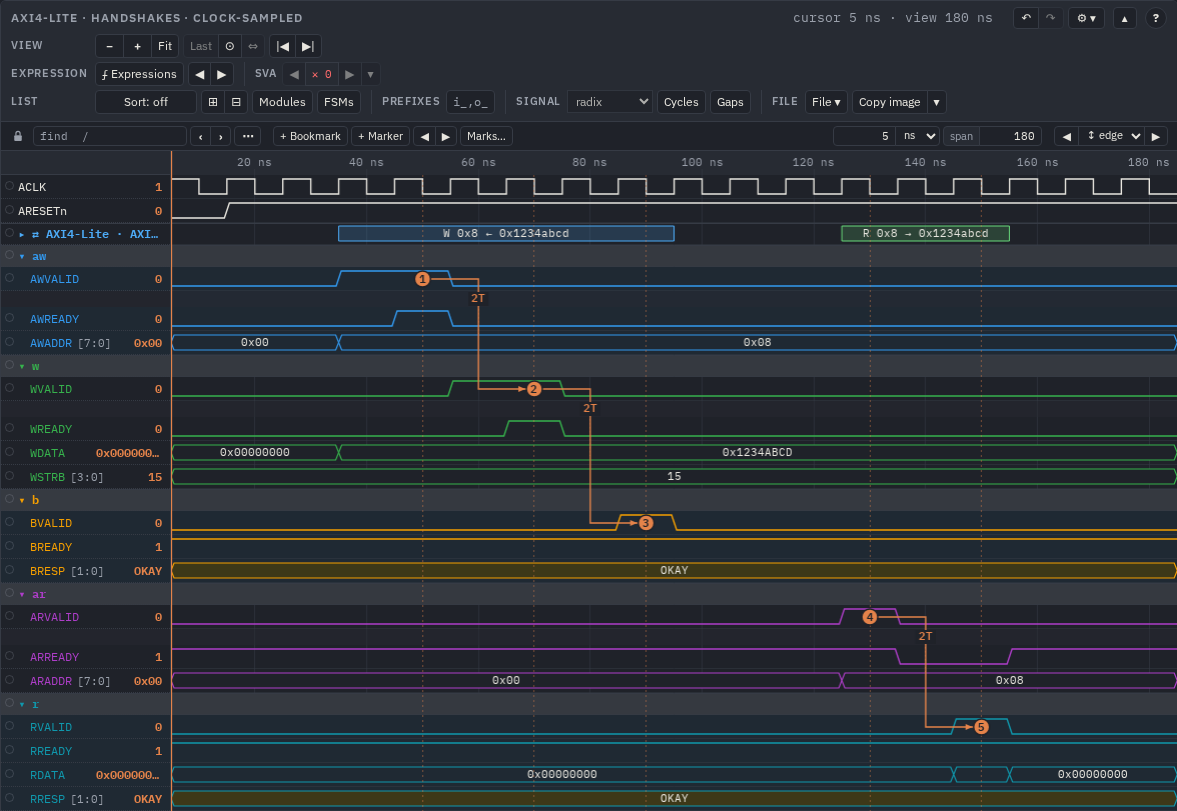 AXI4-LITE · HANDSHAKES · CLOCK-SAMPLED cursor 5 ns · view 180 ns ↶ ↷ ⚙ ▾ ▲ ?
VIEW − + Fit Last ⊙ ⇔ |◀ ▶|
EXPRESSION ⨍ Expressions ◀ ▶ SVA ◀ × 0 ▶ ▾
LIST Sort: off ⊞ ⊟ Modules FSMs PREFIXES i_,o_ SIGNAL radix Cycles Gaps FILE File ▾ Copy image ▾
find / ‹ › ··· + Bookmark + Marker ◀ ▶ Marks… 5 ns span 180 ◀ ↕ edge ▶
20 ns 40 ns 60 ns 80 ns 100 ns 120 ns 140 ns 160 ns 180 ns
ACLK 1
ARESETn 0
▸ ⇄ AXI4-Lite · AXI… W 0x8 ← 0x1234abcd R 0x8 → 0x1234abcd
▾ aw
AWVALID 0 1
2T
AWREADY 0
AWADDR [7:0] 0x00 0x00 0x08
▾ w
WVALID 0 2
2T
WREADY 0
WDATA 0x000000… 0x00000000 0x1234ABCD
WSTRB [3:0] 15 15
▾ b
BVALID 0 3
BREADY 1
BRESP [1:0] OKAY OKAY
▾ ar
ARVALID 0 4
2T
ARREADY 1
ARADDR [7:0] 0x00 0x00 0x08
▾ r
RVALID 0 5
RREADY 1
RDATA 0x000000… 0x00000000 0x00000000
RRESP [1:0] OKAY OKAY